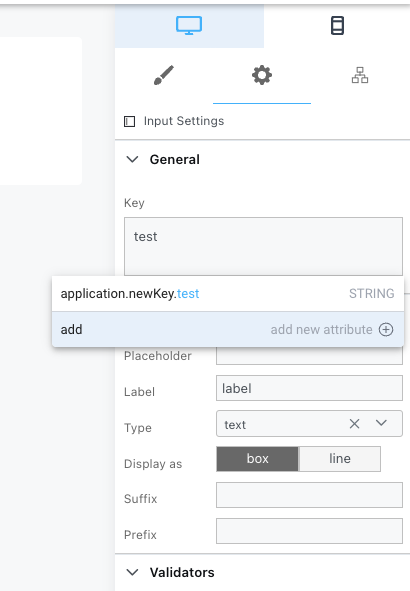 Input Settings
General
Key
test
application.newKey.test STRING
add add new attribute
Placeholder
Label label
Type text
Display as box line
Suffix
Prefix
Validators